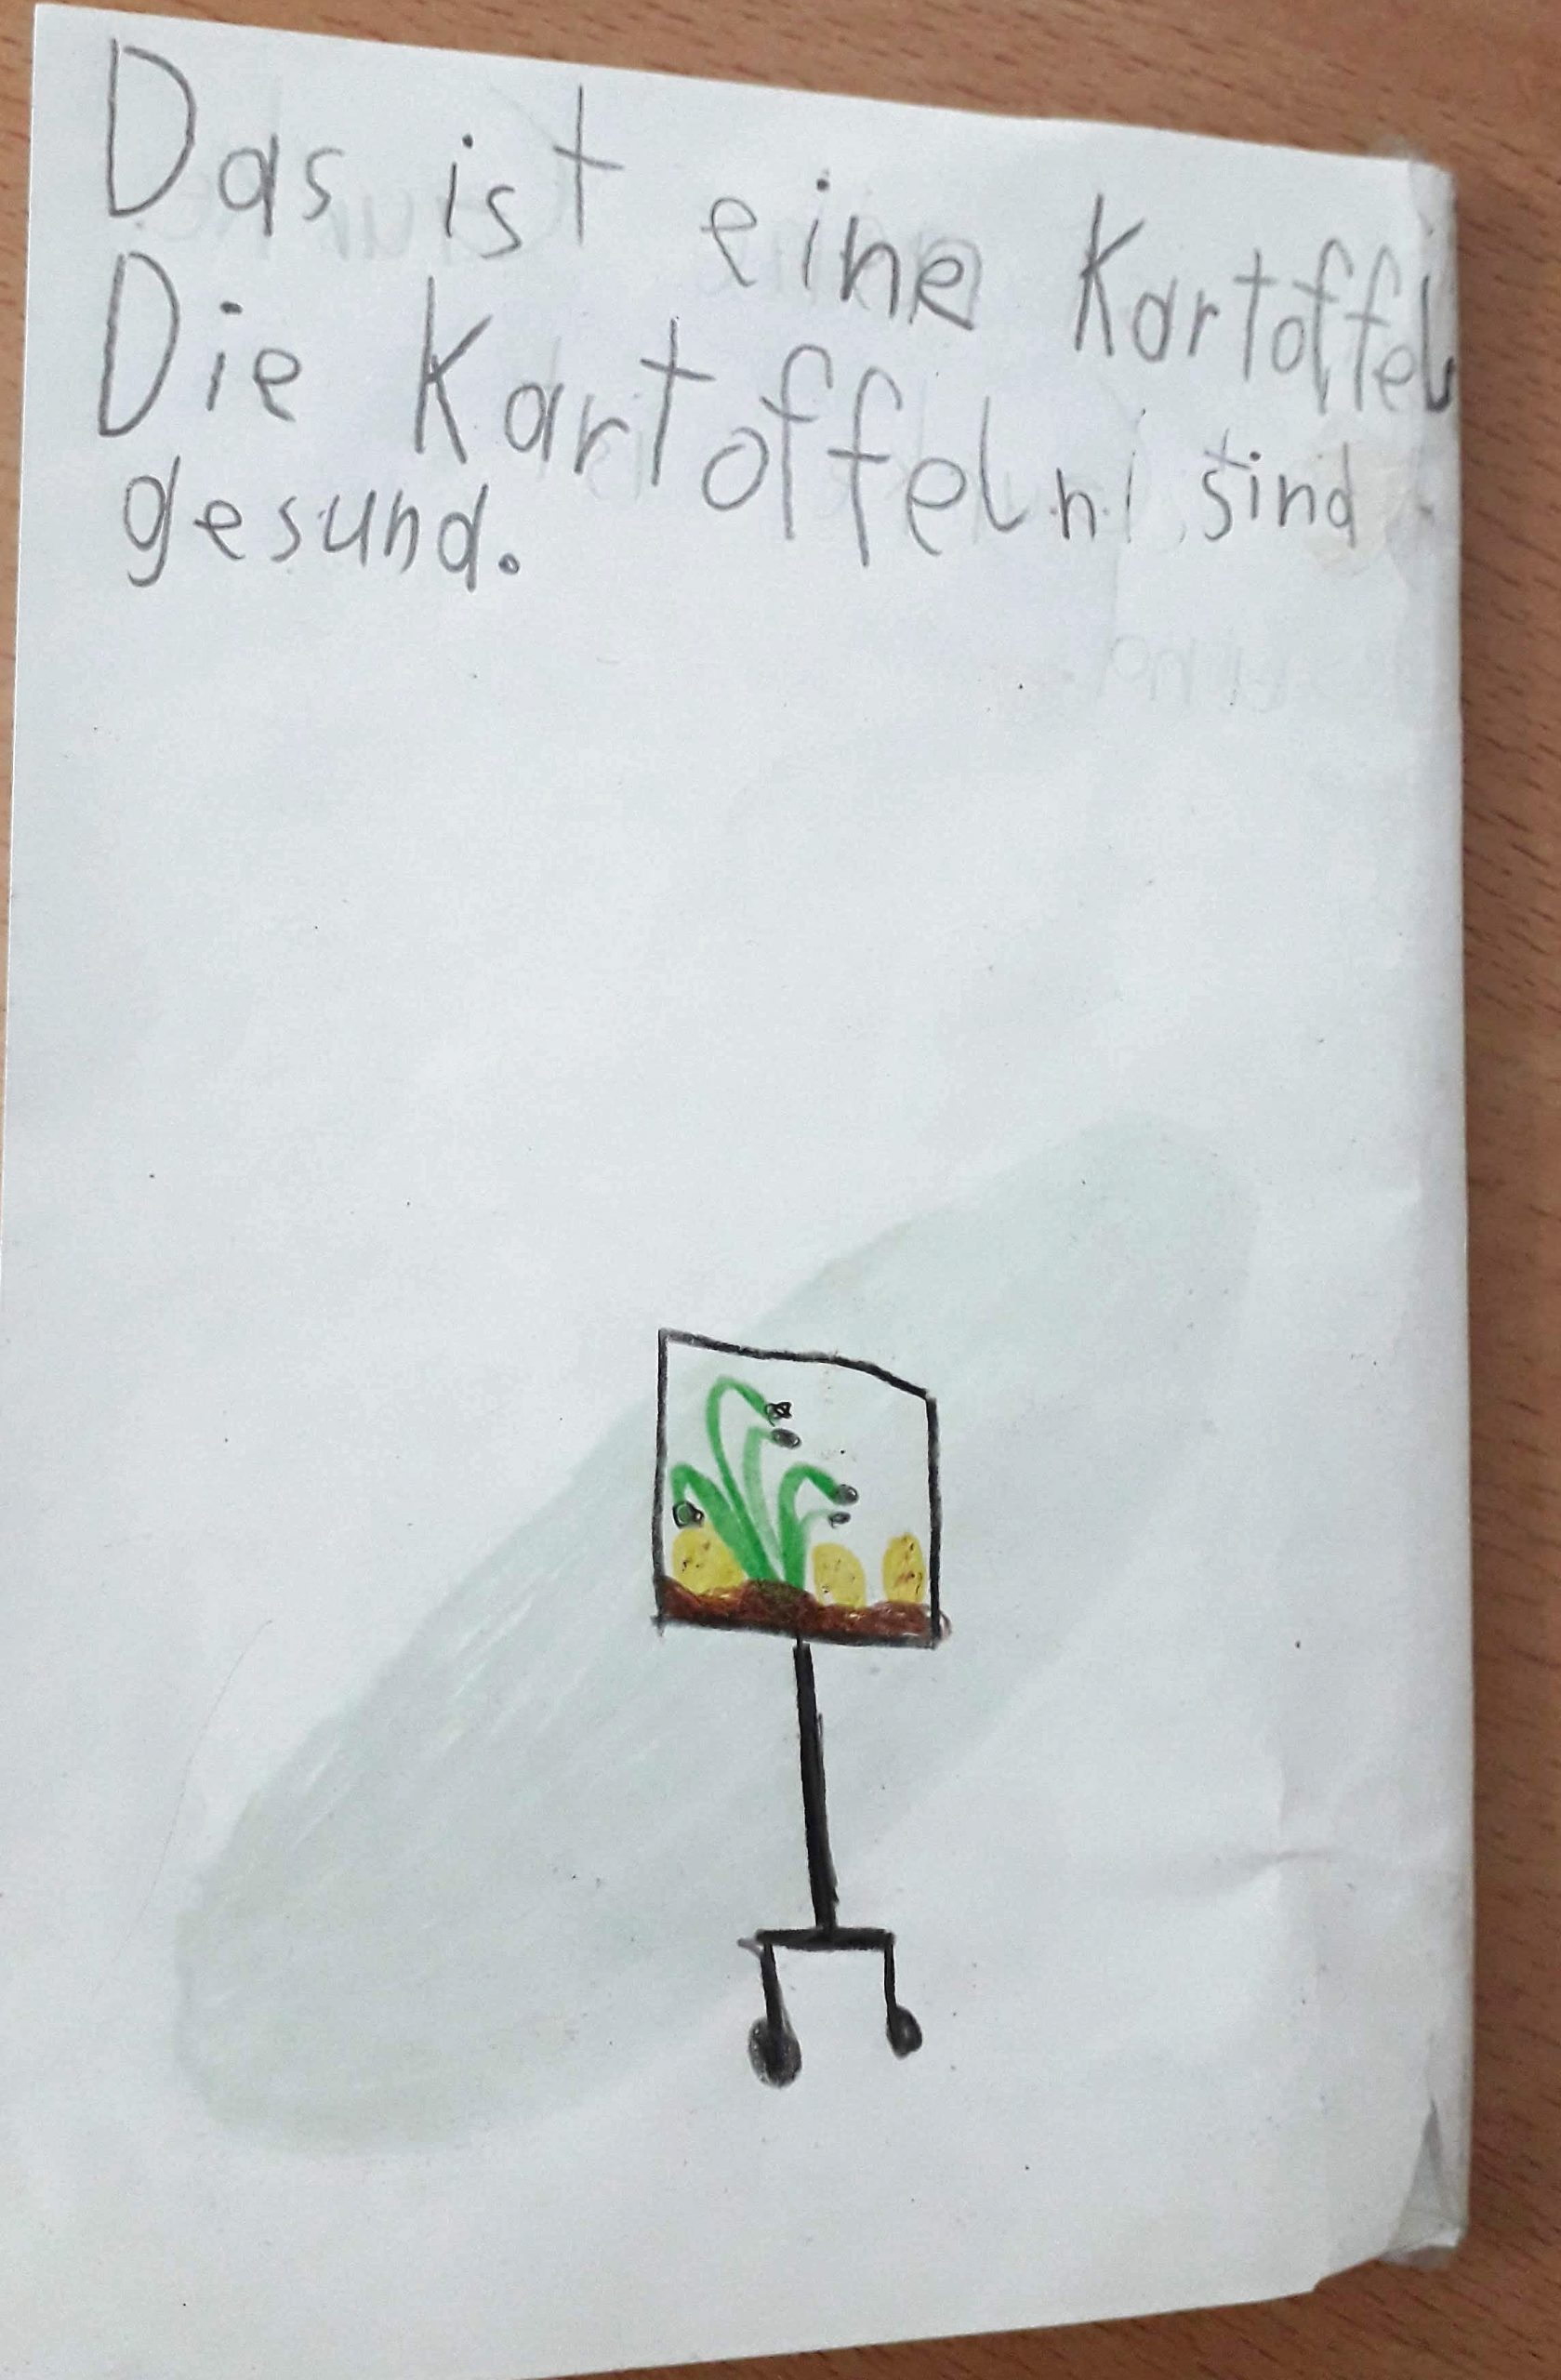 Das ist eine Kartoffel
Die Kartoffeln sind
gesund.